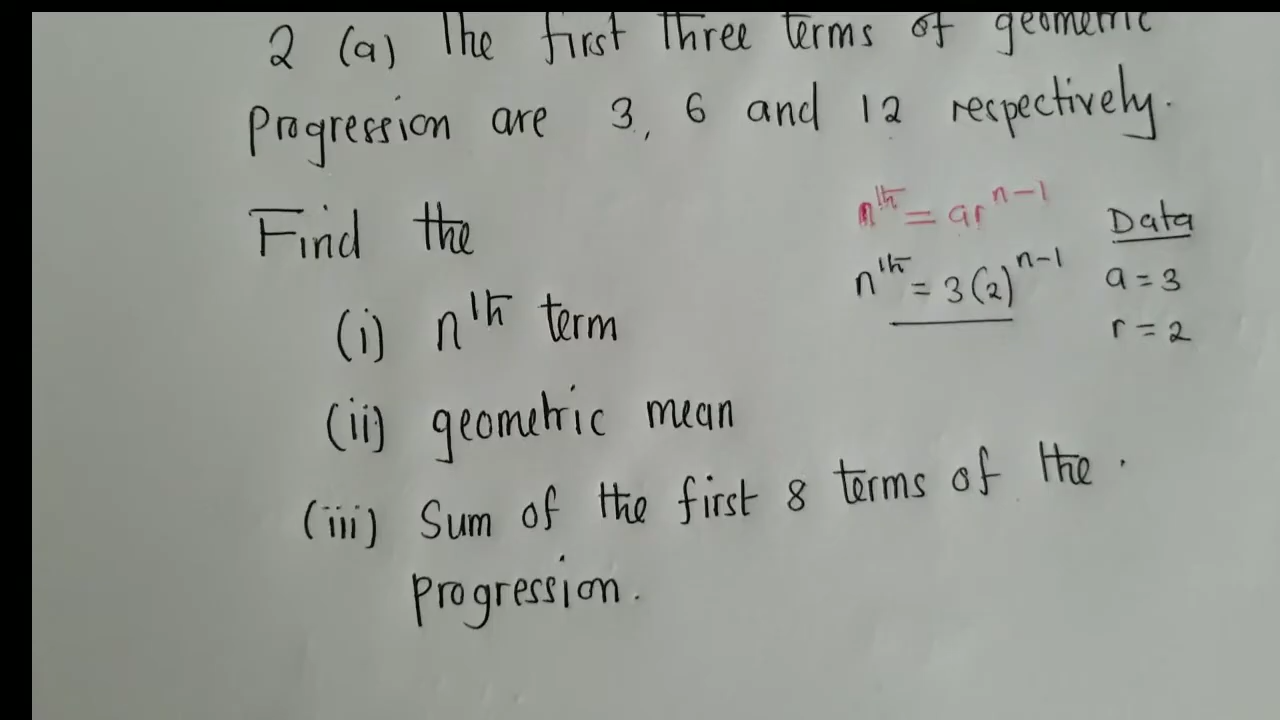 2 (a) The first three terms of geometric
progression are 3, 6 and 12 respectively.
Find the
(i) nth term
(ii) geometric mean
(iii) Sum of the first 8 terms of the .
progression.
nth = ar^n-1
nth = 3(2)^n-1
Data
a = 3
r = 2